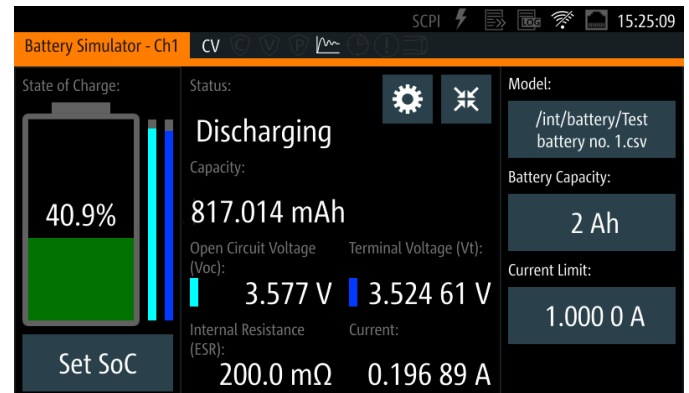 SCPI LOG 15:25:09
Battery Simulator - Ch1 CV C V P
State of Charge:
40.9%
Set SoC
Status:
Discharging
Capacity:
817.014 mAh
Open Circuit Voltage
(Voc):
3.577 V
Terminal Voltage (Vt):
3.524 61 V
Internal Resistance
(ESR):
200.0 mΩ
Current:
0.196 89 A
Model:
/int/battery/Test
battery no. 1.csv
Battery Capacity:
2 Ah
Current Limit:
1.000 0 A